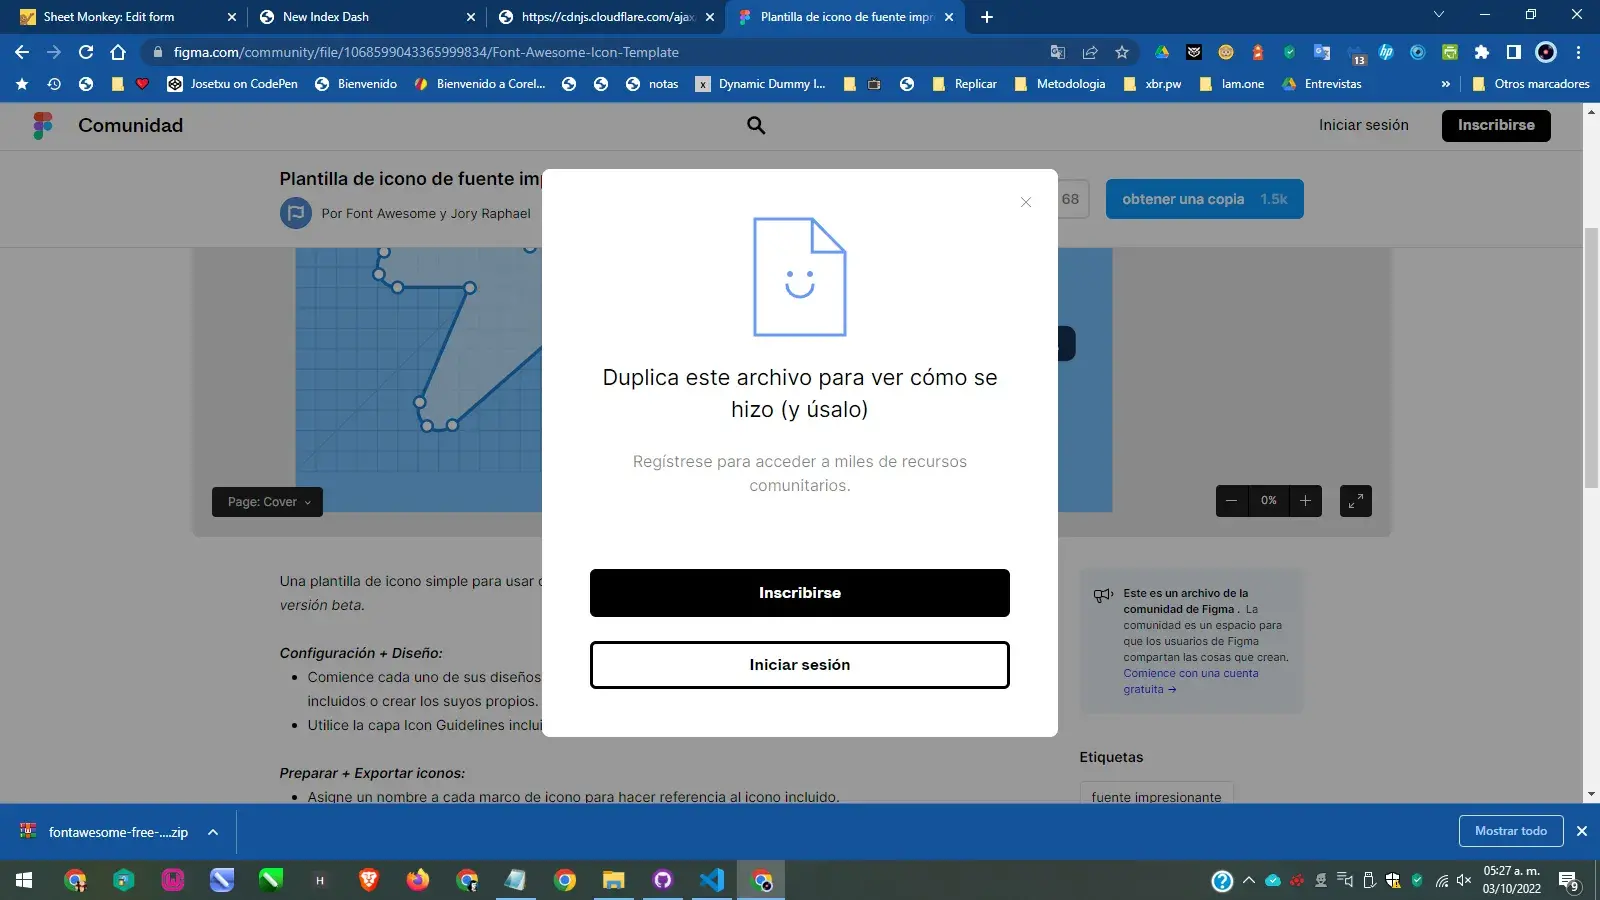 Sheet Monkey: Edit form
New Index Dash
https://cdnjs.cloudflare.com/ajax
Plantilla de icono de fuente impr
figma.com/community/file/1068599043365999834/Font-Awesome-Icon-Template
13
Josetxu on CodePen
Bienvenido
Bienvenido a Corel...
notas
Dynamic Dummy I...
Replicar
Metodologia
xbr.pw
Iam.one
Entrevistas
»
Otros marcadores
Comunidad
Iniciar sesión
Inscribirse
Plantilla de icono de fuente im
Por Font Awesome y Jory Raphael
68
obtener una copia 1.5k
Duplica este archivo para ver cómo se
hizo (y úsalo)
Regístrese para acceder a miles de recursos
comunitarios.
Inscribirse
Iniciar sesión
Page: Cover
0%
Una plantilla de icono simple para usar
versión beta.
Configuración + Diseño:
• Comience cada uno de sus diseños
incluidos o crear los suyos propios.
• Utilice la capa Icon Guidelines inclui
Preparar + Exportar iconos:
• Asigne un nombre a cada marco de icono para hacer referencia al icono incluido.
Este es un archivo de la
comunidad de Figma . La
comunidad es un espacio para
que los usuarios de Figma
compartan las cosas que crean.
Comience con una cuenta
gratuita →
Etiquetas
fuente impresionante
fontawesome-free-....zip
Mostrar todo
H
05:27 a. m.
03/10/2022
9